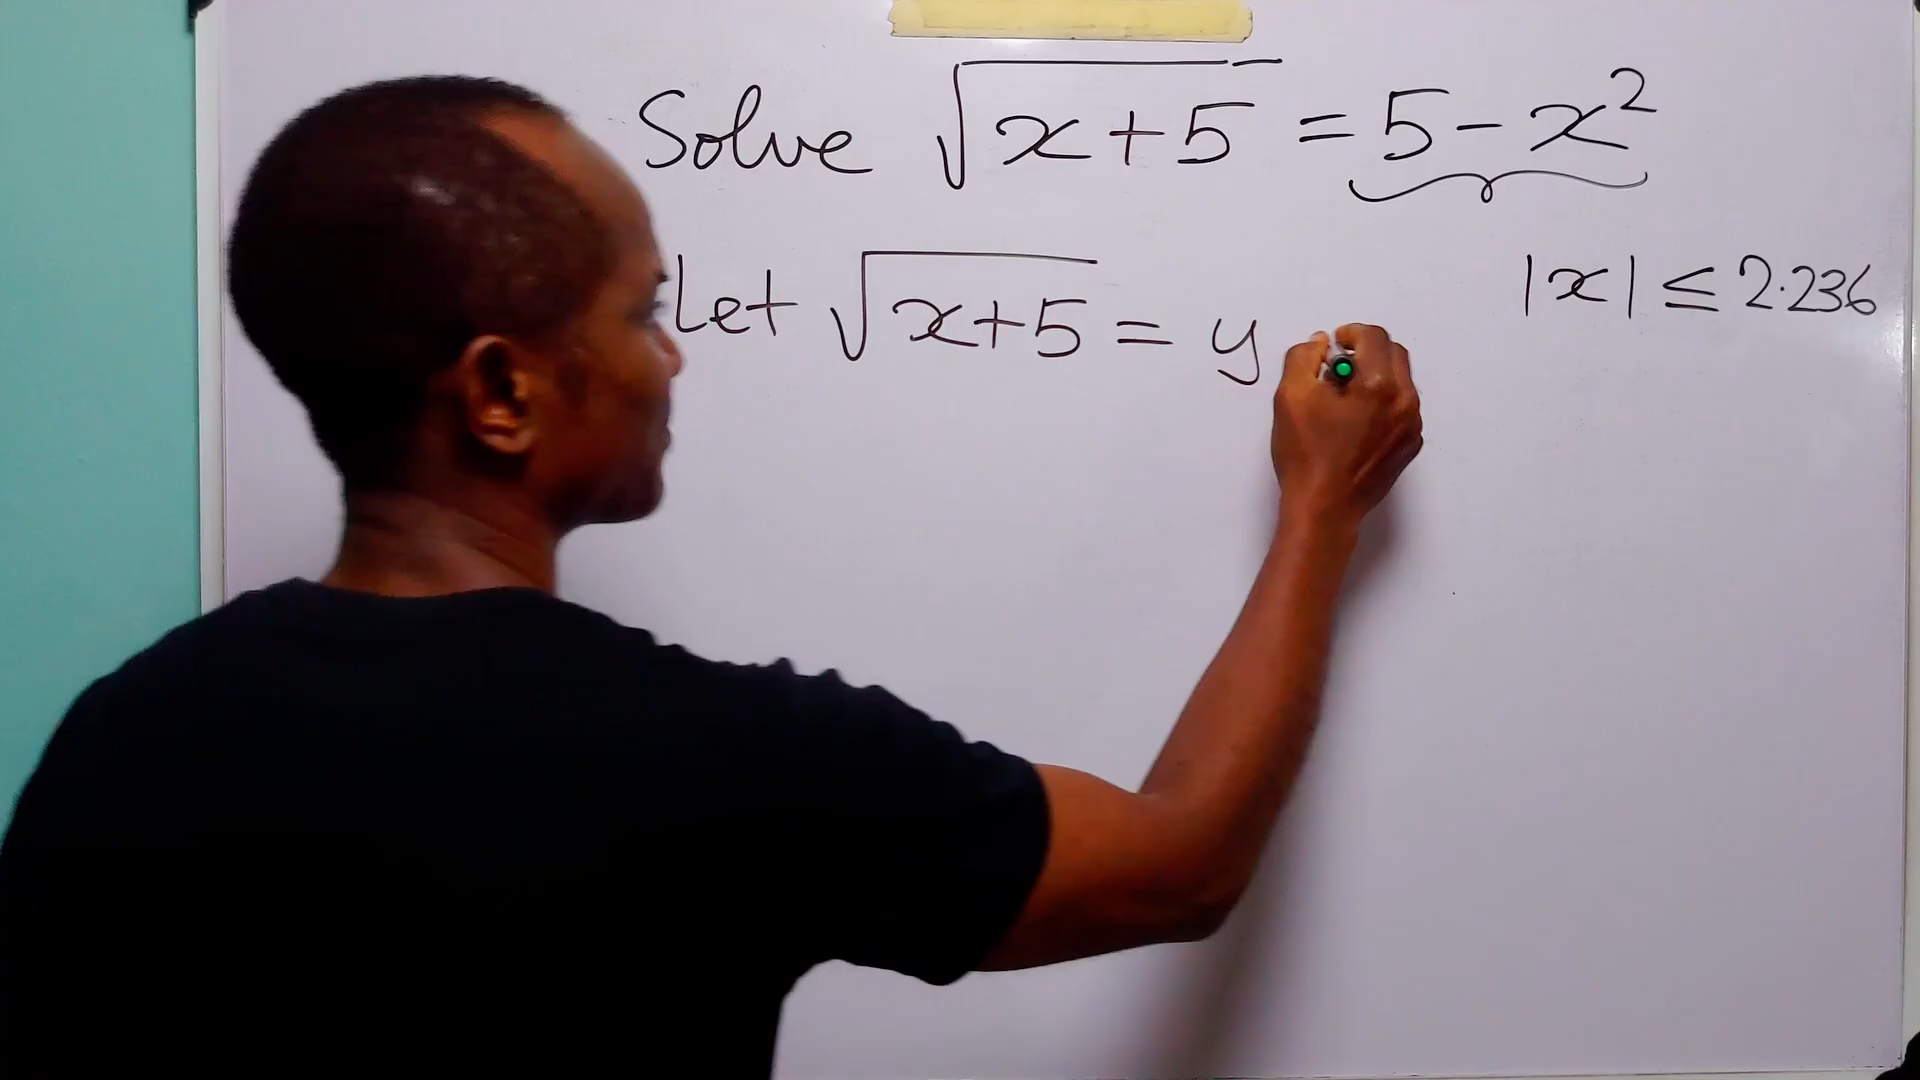 Solve √x+5 = 5 - x²
Let √x+5 = y
|x| ≤ 2.236